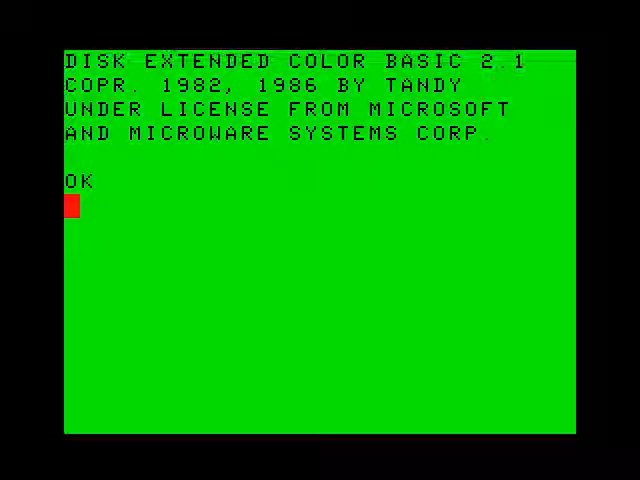 DISK EXTENDED COLOR BASIC 2.1
COPR. 1982, 1986 BY TANDY
UNDER LICENSE FROM MICROSOFT
AND MICROWARE SYSTEMS CORP.
OK